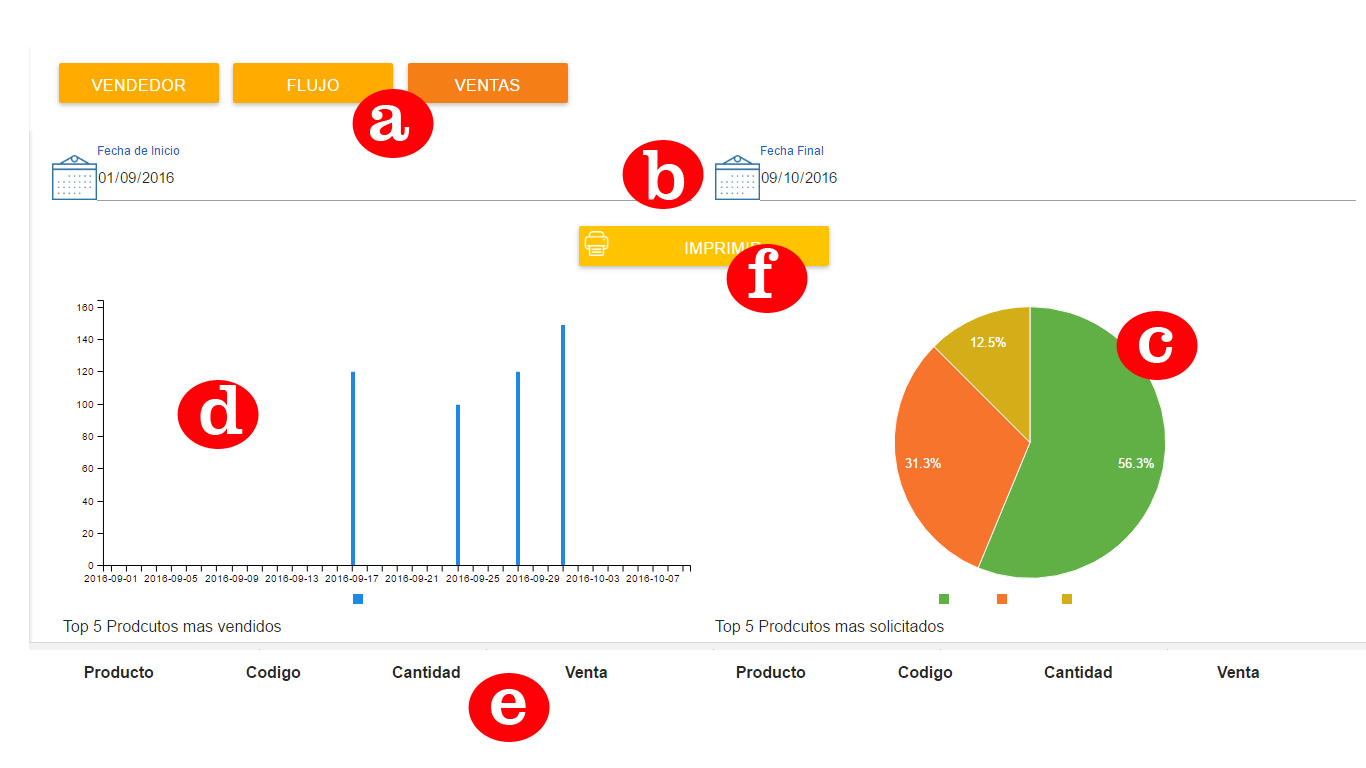 VENDEDOR FLUJO VENTAS
a
Fecha de Inicio b Fecha Final
01/09/2016 09/10/2016
IMPRIMIR
f
160
140
120
100
80
60
40
20
0
2016-09-01 2016-09-05 2016-09-09 2016-09-13 2016-09-17 2016-09-21 2016-09-25 2016-09-29 2016-10-03 2016-10-07
d
c
12.5%
31.3%
56.3%
Top 5 Prodcutos mas vendidos
Top 5 Prodcutos mas solicitados
Producto Codigo Cantidad Venta
Producto Codigo Cantidad Venta
e